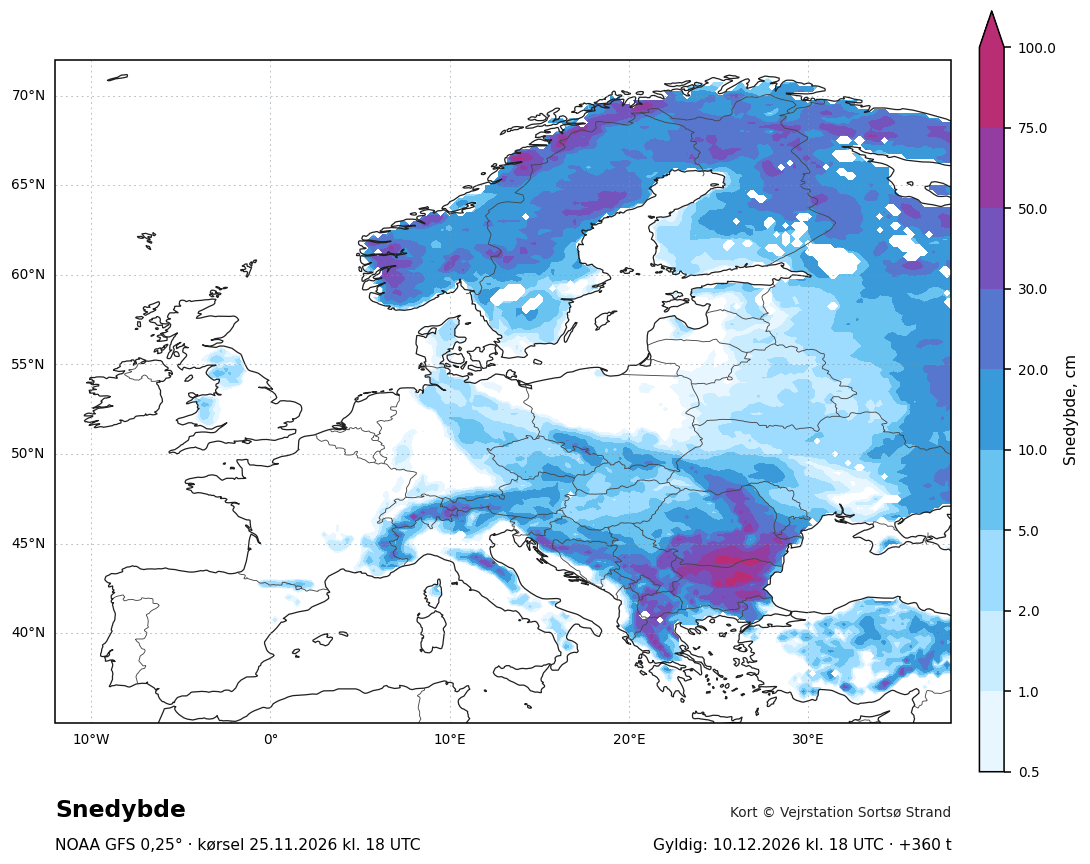 100.0
75.0
50.0
30.0
20.0
10.0
5.0
2.0
1.0
0.5
Snedybde, cm
70°N
65°N
60°N
55°N
50°N
45°N
40°N
10°W
0°
10°E
20°E
30°E
Snedybde
Kort © Vejrstation Sortsø Strand
NOAA GFS 0,25° · kørsel 25.11.2026 kl. 18 UTC
Gyldig: 10.12.2026 kl. 18 UTC · +360 t